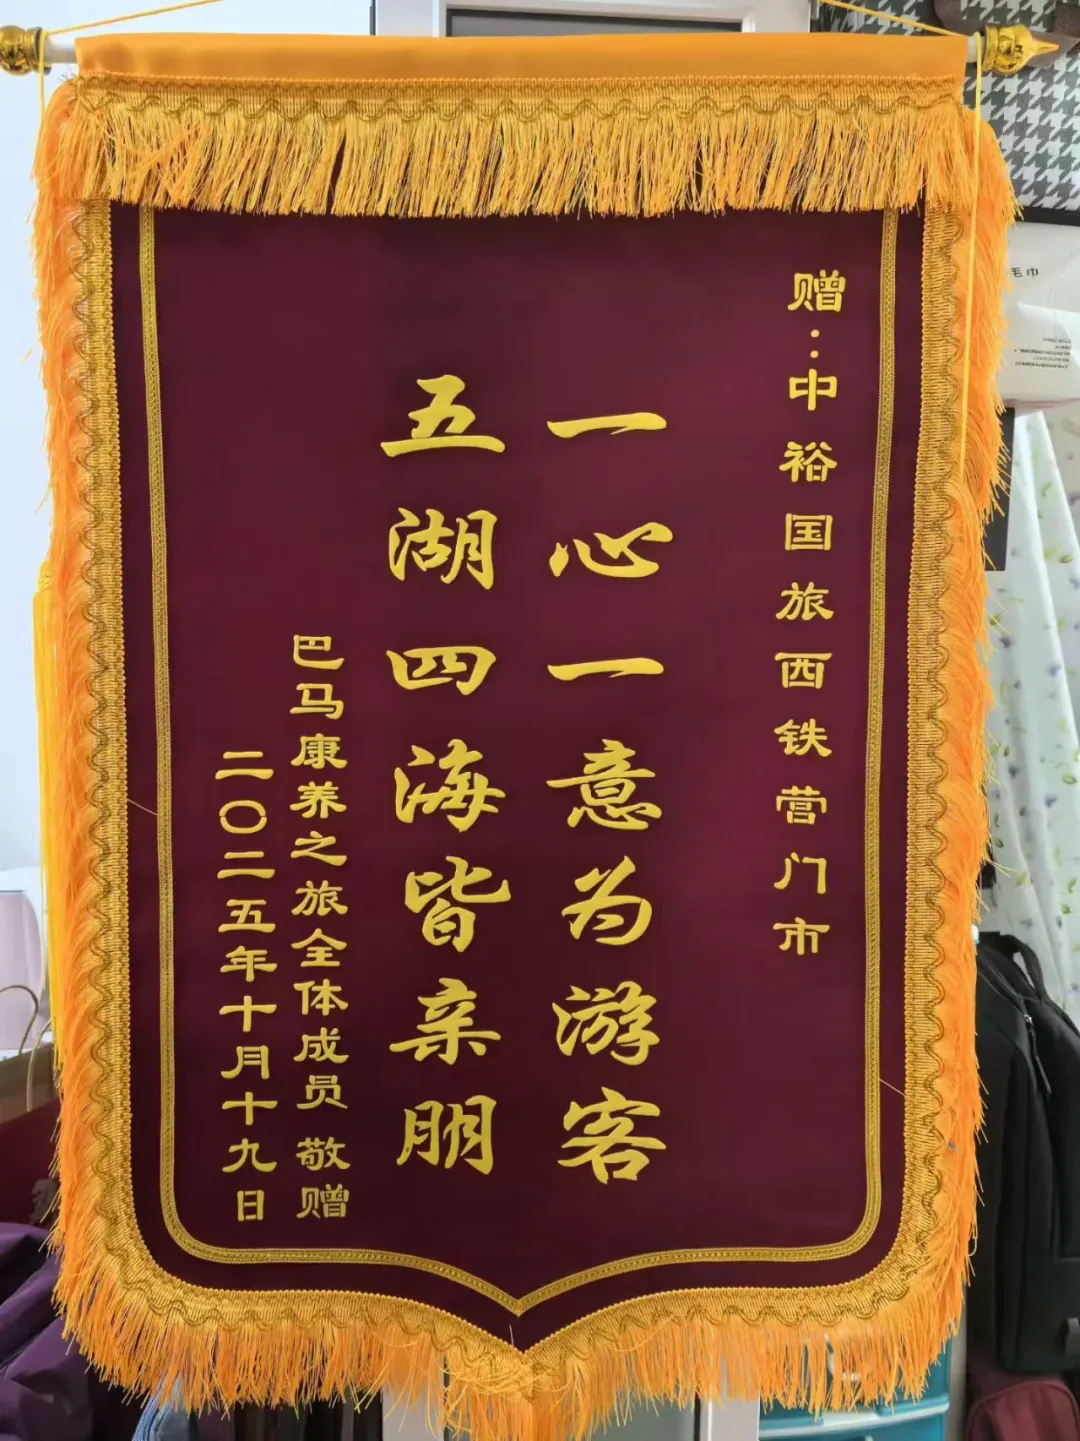 赠:中裕国旅西铁营门市
一心一意为游客
五湖四海皆亲朋
巴马康养之旅全体成员 敬赠
二〇二五年十月十九日
毛巾